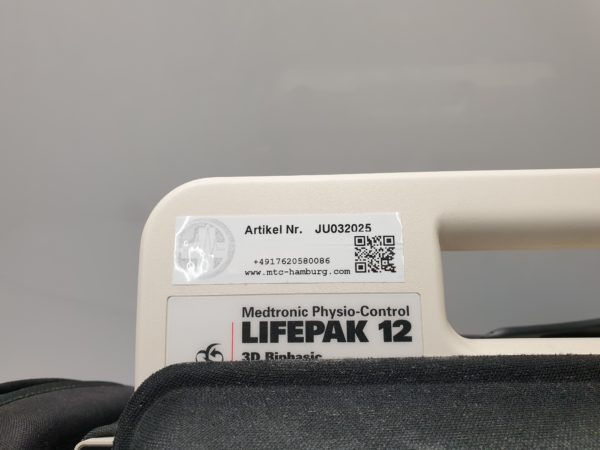 Artikel Nr. JU032025
+4917620580086
www.mtc-hamburg.com
Medtronic Physio-Control
LIFEPAK 12
3D Biphasic